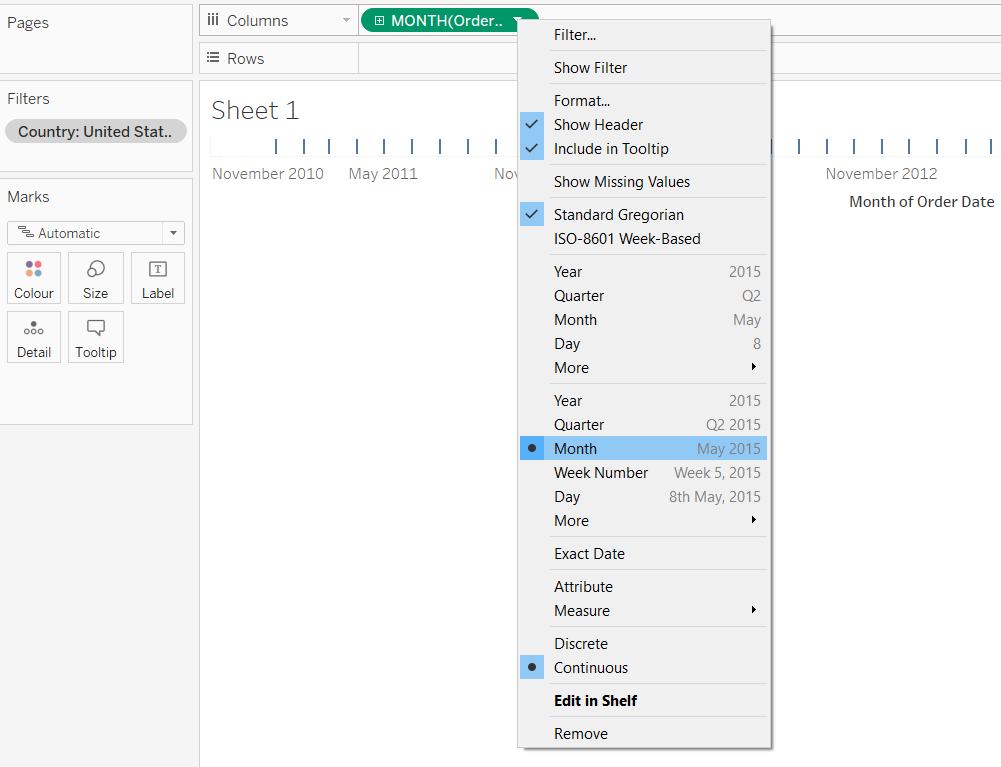 Pages
Columns
MONTH(Order..
Rows
Filters
Country: United Stat..
Marks
Automatic
Colour
Size
Label
Detail
Tooltip
Sheet 1
November 2010
May 2011
Nov
November 2012
Month of Order Date
Filter...
Show Filter
Format...
Show Header
Include in Tooltip
Show Missing Values
Standard Gregorian
ISO-8601 Week-Based
Year 2015
Quarter Q2
Month May
Day 8
More
Year 2015
Quarter Q2 2015
Month May 2015
Week Number Week 5, 2015
Day 8th May, 2015
More
Exact Date
Attribute
Measure
Discrete
Continuous
Edit in Shelf
Remove